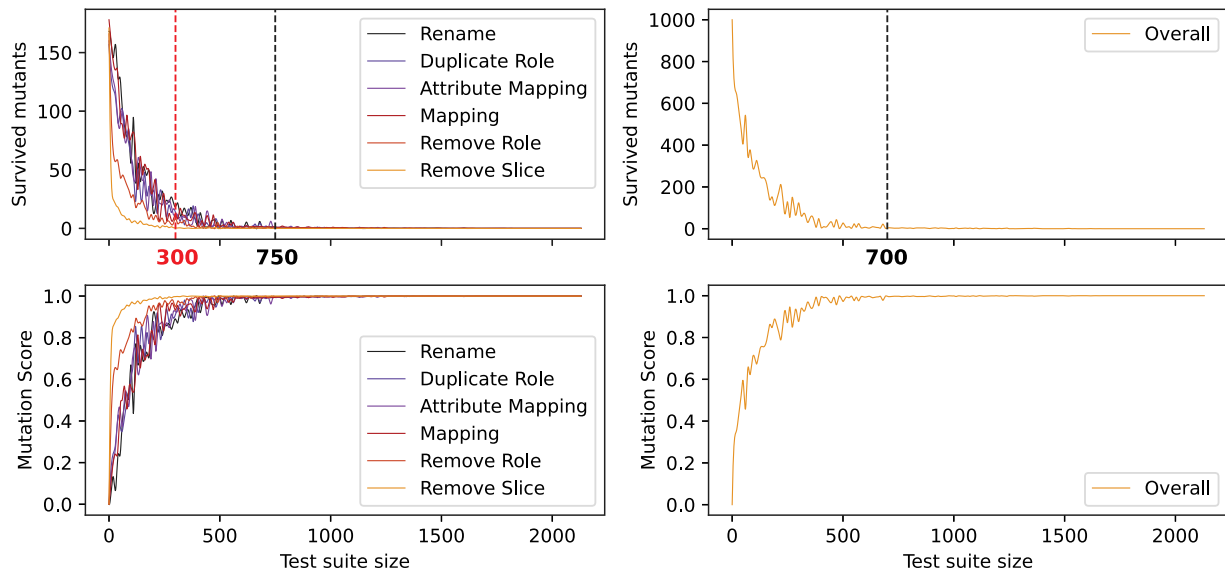 Survived mutants
150
100
50
0
Rename
Duplicate Role
Attribute Mapping
Mapping
Remove Role
Remove Slice
300
750
Survived mutants
1000
800
600
400
200
0
Overall
700
Mutation Score
1.0
0.8
0.6
0.4
0.2
0.0
Rename
Duplicate Role
Attribute Mapping
Mapping
Remove Role
Remove Slice
0 500 1000 1500 2000
Test suite size
Mutation Score
1.0
0.8
0.6
0.4
0.2
0.0
Overall
0 500 1000 1500 2000
Test suite size